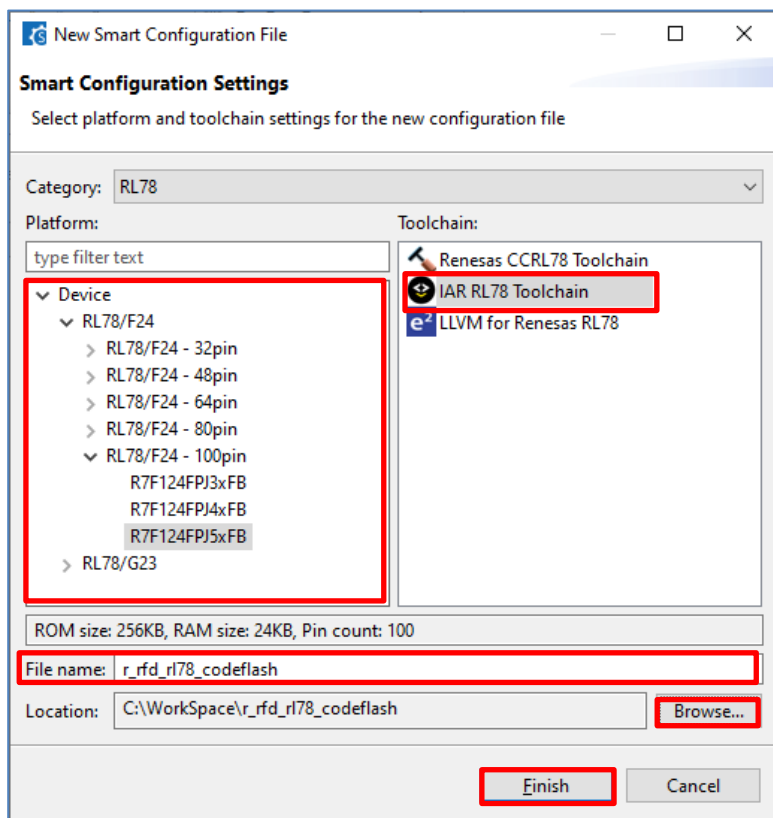 New Smart Configuration File
Smart Configuration Settings
Select platform and toolchain settings for the new configuration file
Category: RL78
Platform:
Toolchain:
type filter text
Device
RL78/F24
RL78/F24 - 32pin
RL78/F24 - 48pin
RL78/F24 - 64pin
RL78/F24 - 80pin
RL78/F24 - 100pin
R7F124FPJ3xFB
R7F124FPJ4xFB
R7F124FPJ5xFB
RL78/G23
Renesas CCRL78 Toolchain
IAR RL78 Toolchain
e² LLVM for Renesas RL78
ROM size: 256KB, RAM size: 24KB, Pin count: 100
File name: r_rfd_rl78_codeflash
Location: C:\WorkSpace\r_rfd_rl78_codeflash Browse...
Finish Cancel